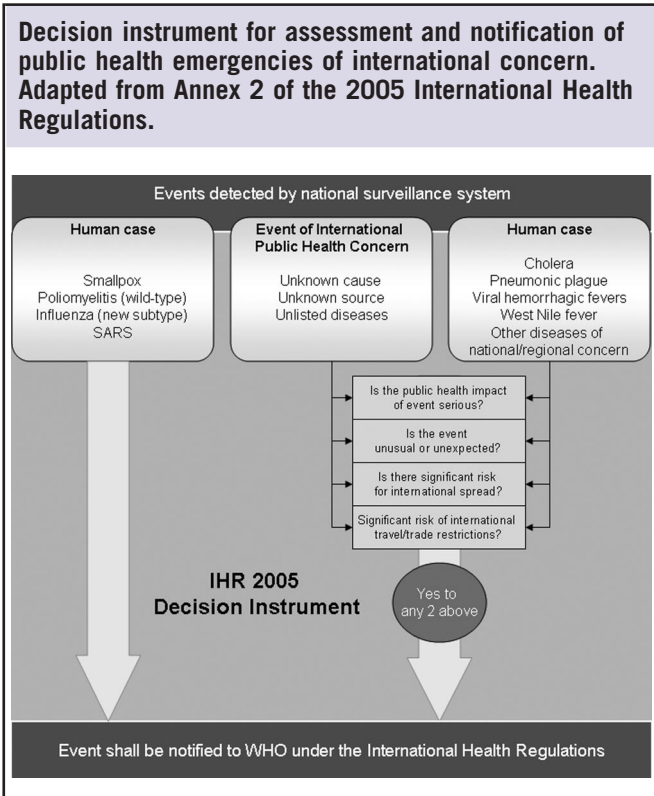 Decision instrument for assessment and notification of
public health emergencies of international concern.
Adapted from Annex 2 of the 2005 International Health
Regulations.
Events detected by national surveillance system
Human case
Smallpox
Poliomyelitis (wild-type)
Influenza (new subtype)
SARS
Event of International
Public Health Concern
Unknown cause
Unknown source
Unlisted diseases
Human case
Cholera
Pneumonic plague
Viral hemorrhagic fevers
West Nile fever
Other diseases of
national/regional concern
Is the public health impact
of event serious?
Is the event
unusual or unexpected?
Is there significant risk
for international spread?
Significant risk of international
travel/trade restrictions?
IHR 2005
Decision Instrument
Yes to
any 2 above
Event shall be notified to WHO under the International Health Regulations